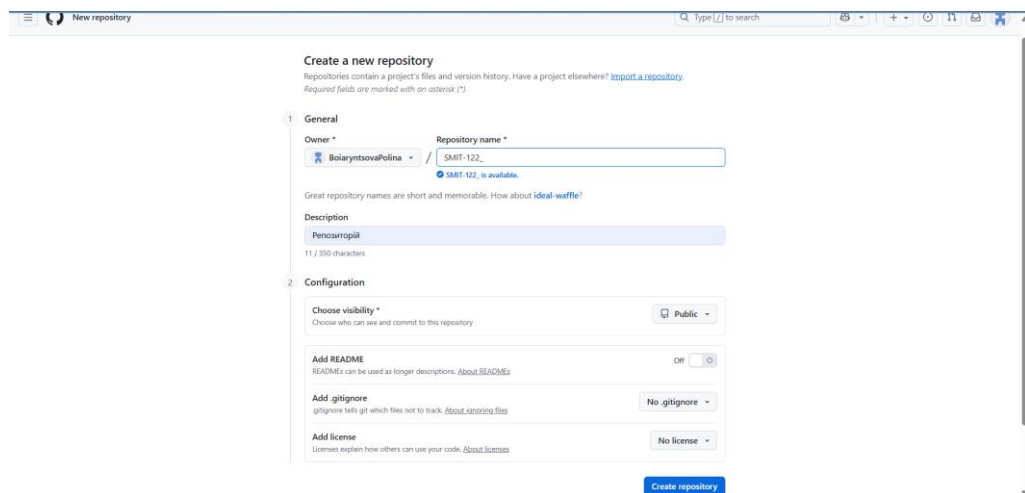 New repository
Type / to search
Create a new repository
Repositories contain a project's files and version history. Have a project elsewhere? Import a repository.
Required fields are marked with an asterisk (*).
1 General
Owner * Repository name *
BoiaryntsovaPolina / SMIT-122_
SMIT-122_ is available.
Great repository names are short and memorable. How about ideal-waffle?
Description
Репозиторій
11 / 350 characters
2 Configuration
Choose visibility *
Public
Choose who can see and commit to this repository
Add README
Off
READMEs can be used as longer descriptions. About READMEs
Add .gitignore
No .gitignore
.gitignore tells git which files not to track. About ignoring files
Add license
No license
Licenses explain how others can use your code. About licenses
Create repository